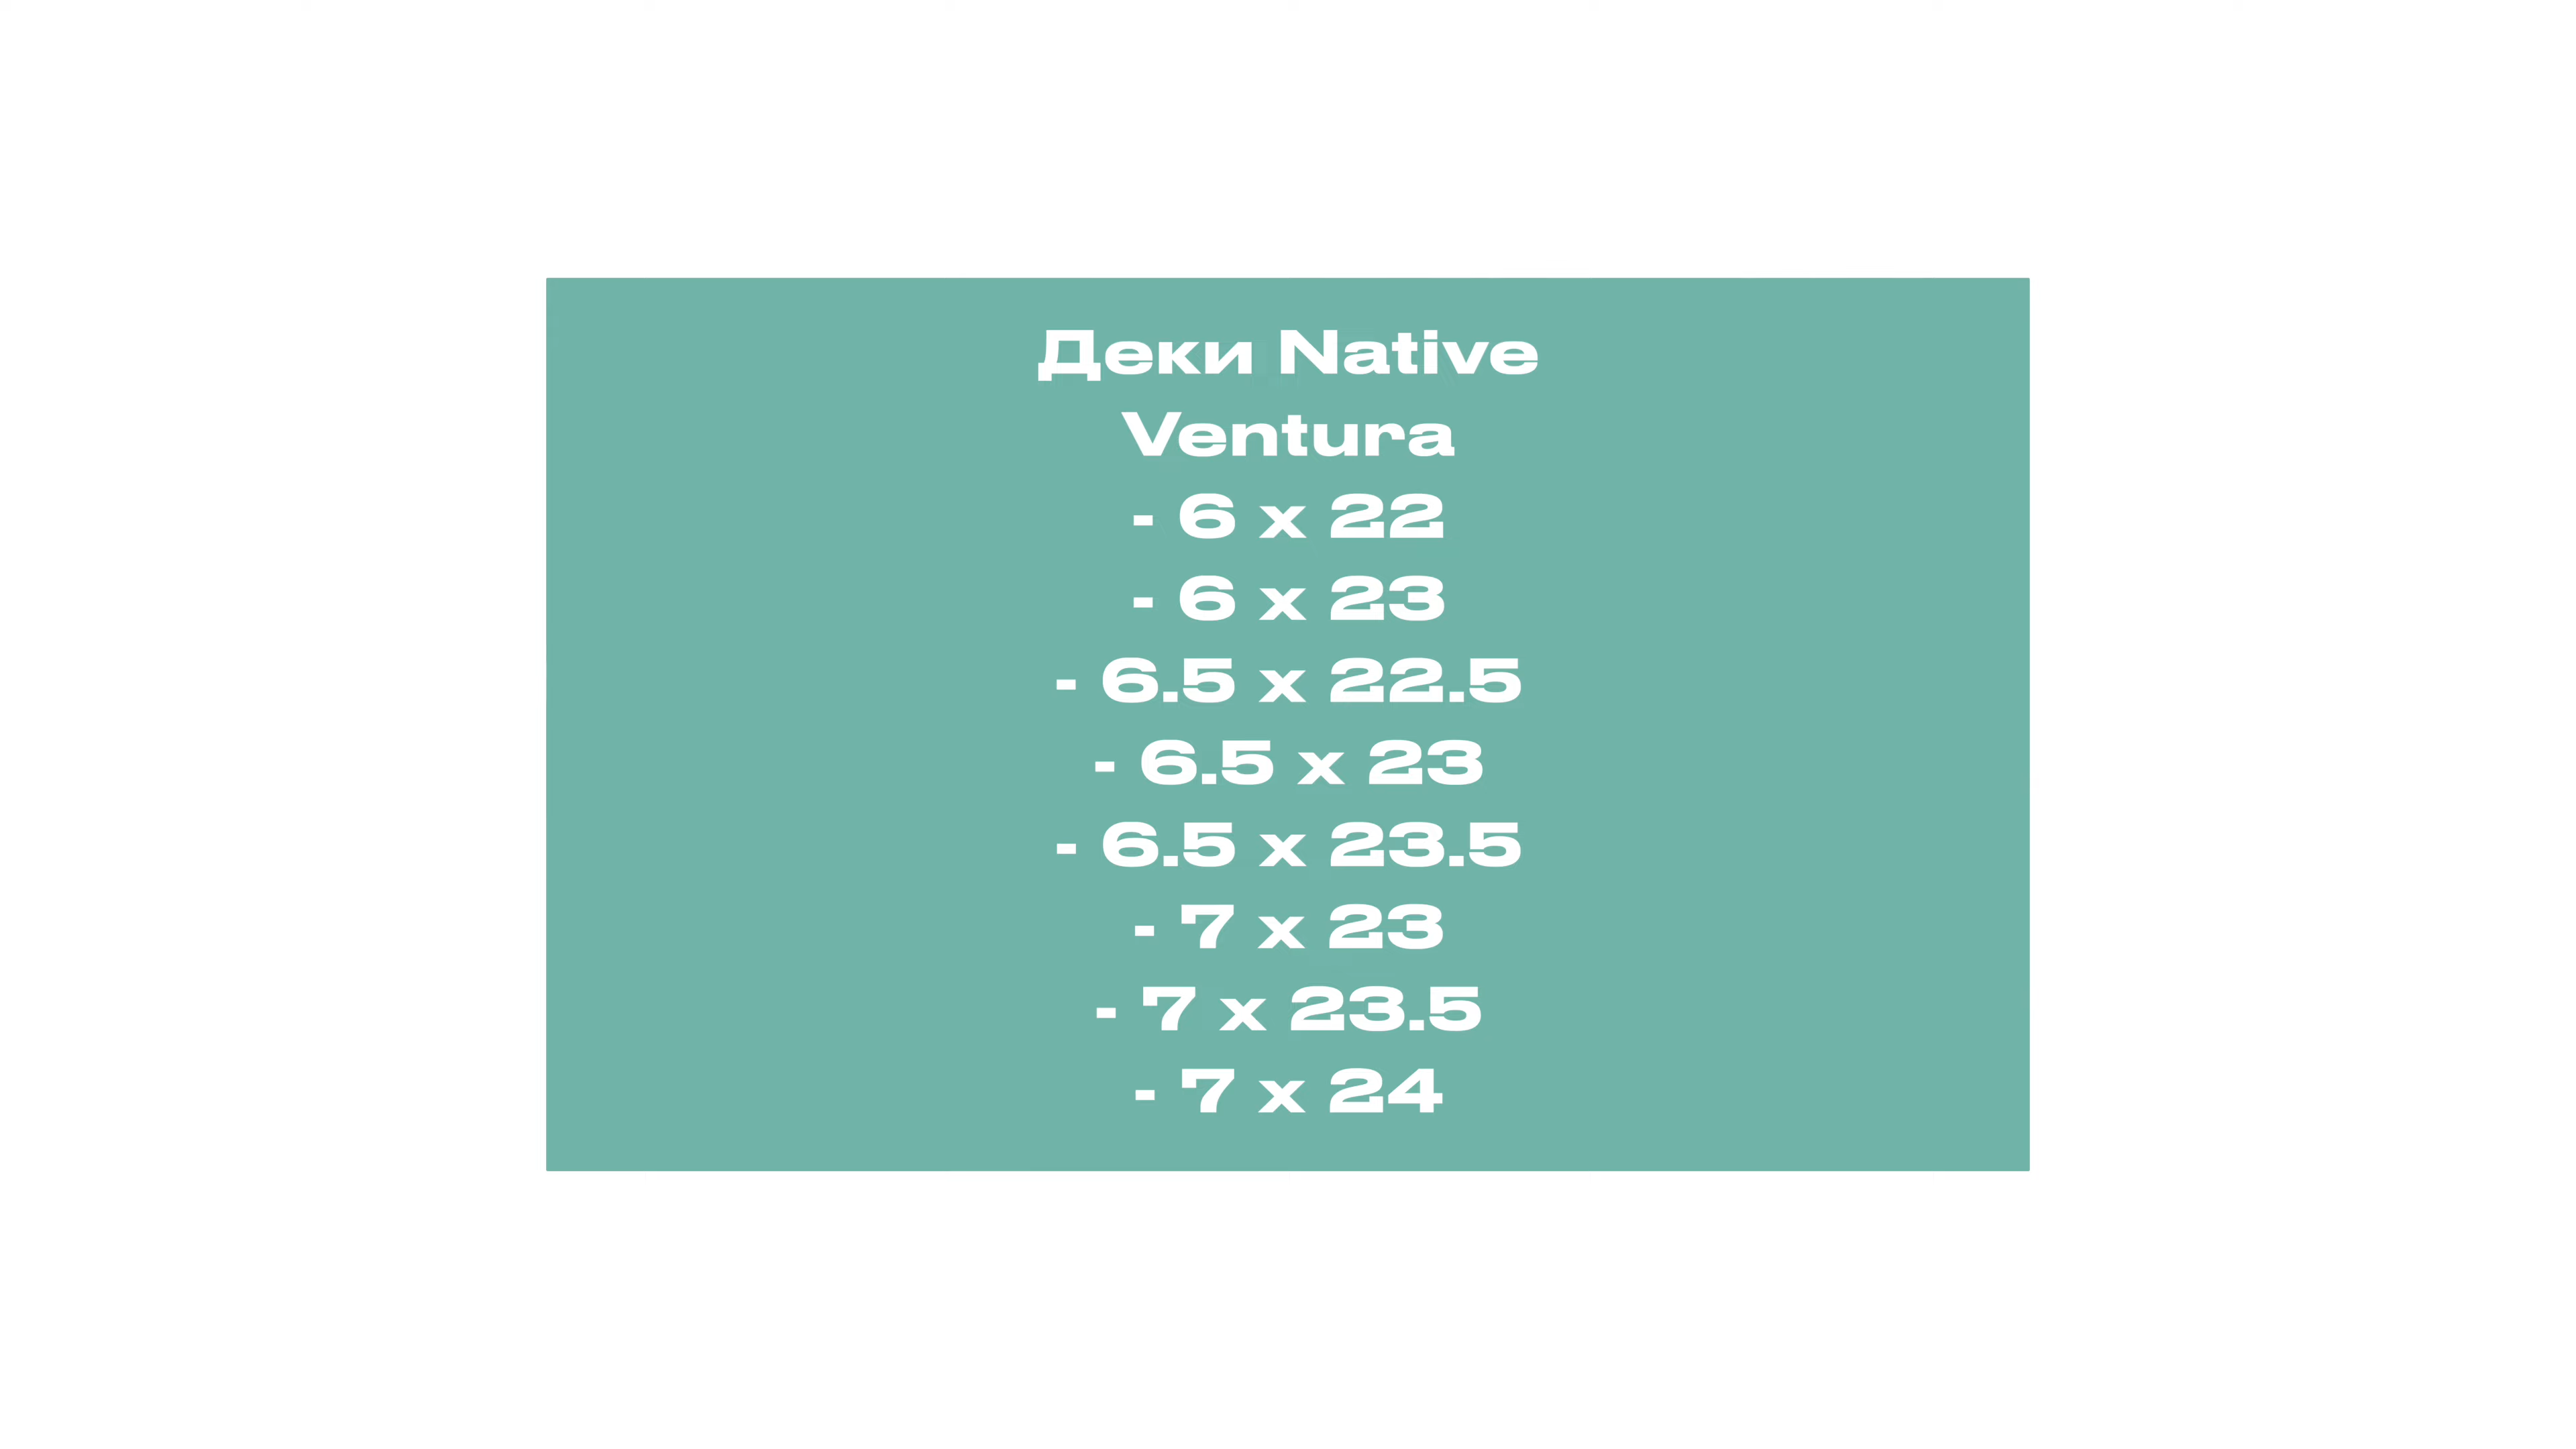 Деки Native
Ventura
- 6 x 22
- 6 x 23
- 6.5 x 22.5
- 6.5 x 23
- 6.5 x 23.5
- 7 x 23
- 7 x 23.5
- 7 x 24